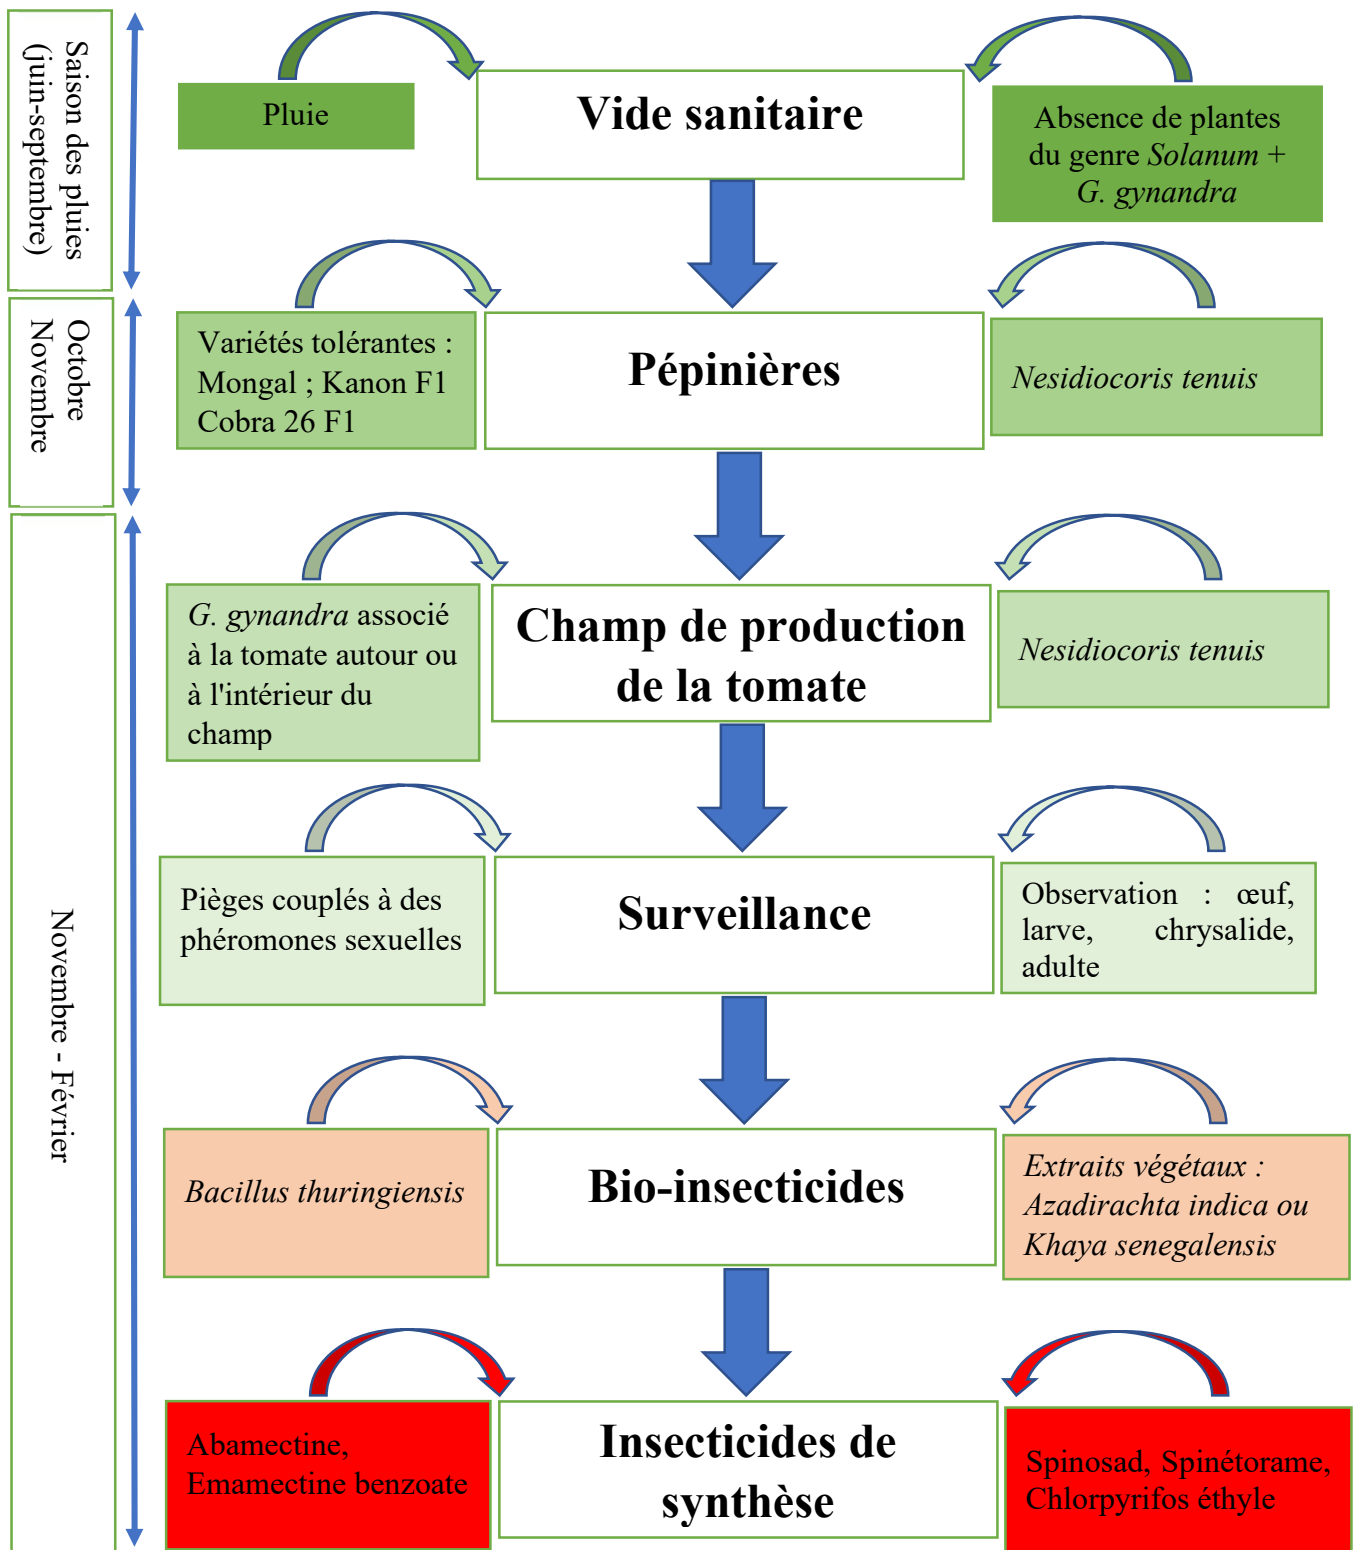 Saison des pluies
(juin-septembre)
Pluie
Vide sanitaire
Absence de plantes
du genre Solanum +
G. gynandra
Octobre
Novembre
Variétés tolérantes :
Mongal ; Kanon F1
Cobra 26 F1
Pépinières
Nesidiocoris tenuis
Novembre - Février
G. gynandra associé
à la tomate autour ou
à l'intérieur du
champ
Champ de production
de la tomate
Nesidiocoris tenuis
Pièges couplés à des
phéromones sexuelles
Surveillance
Observation : œuf,
larve, chrysalide,
adulte
Bacillus thuringiensis
Bio-insecticides
Extraits végétaux :
Azadirachta indica ou
Khaya senegalensis
Abamectine,
Emamectine benzoate
Insecticides de
synthèse
Spinosad, Spinétorame,
Chlorpyrifos éthyle